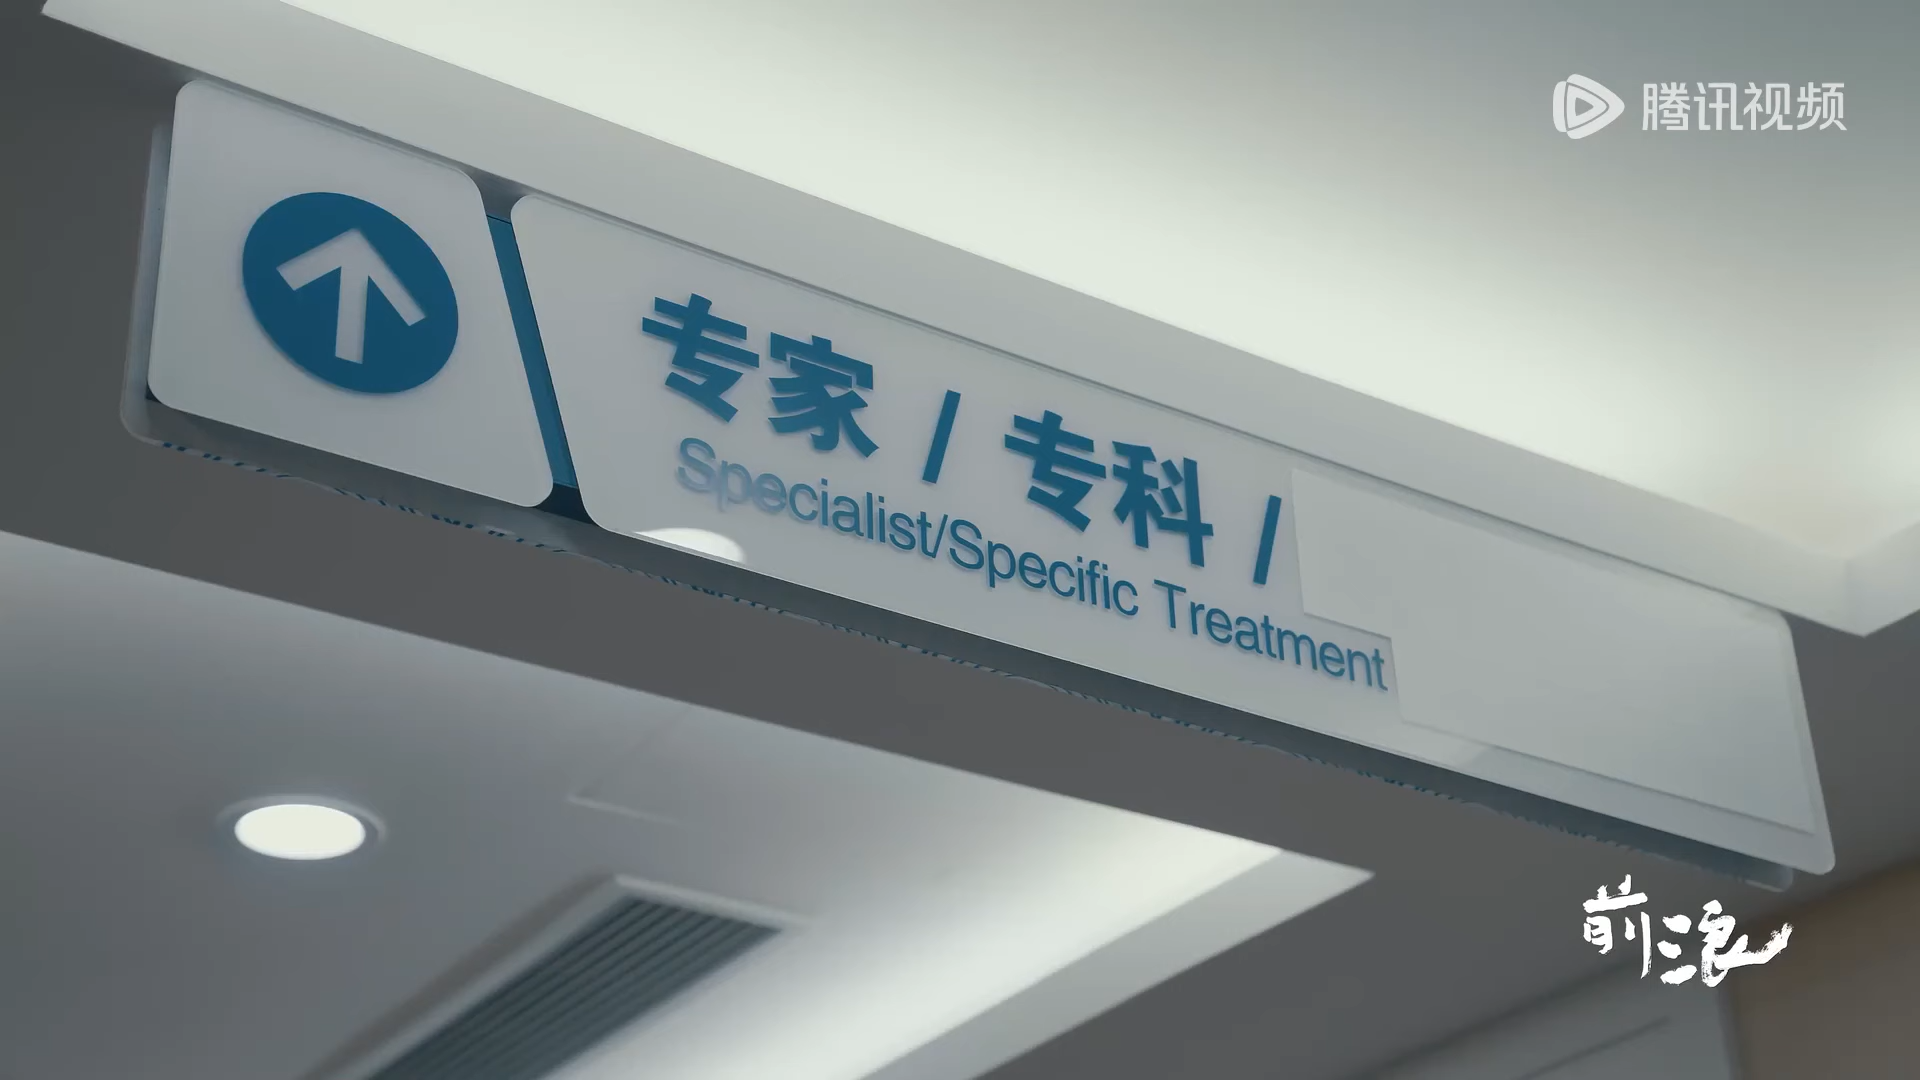 腾讯视频
专家 / 专科 /
Specialist/Specific Treatment
前浪